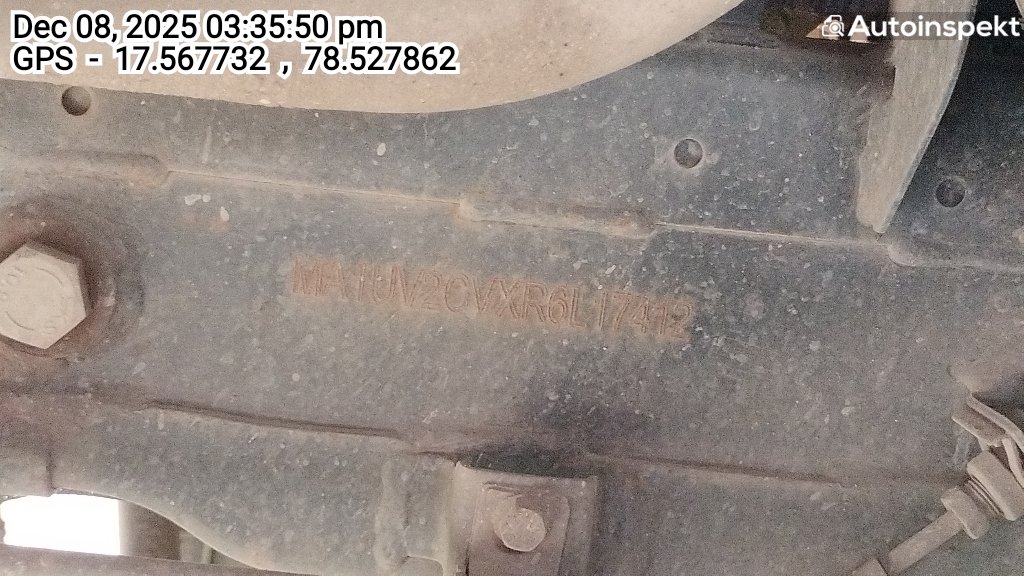 Dec 08, 2025 03:35:50 pm
GPS - 17.567732 , 78.527862
Autoinspekt
MA1UV2CVXR6L17412